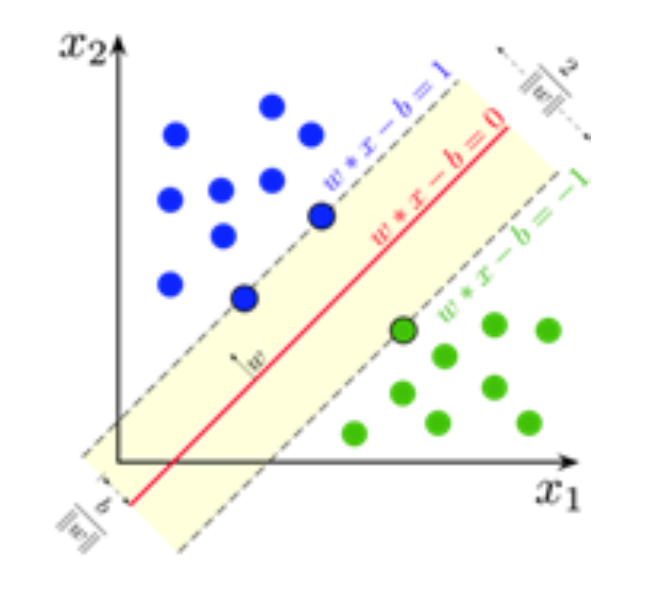 x₂
w * x − b = 1
w * x − b = 0
w * x − b = −1
2
‖w‖
w
b
‖w‖
x₁